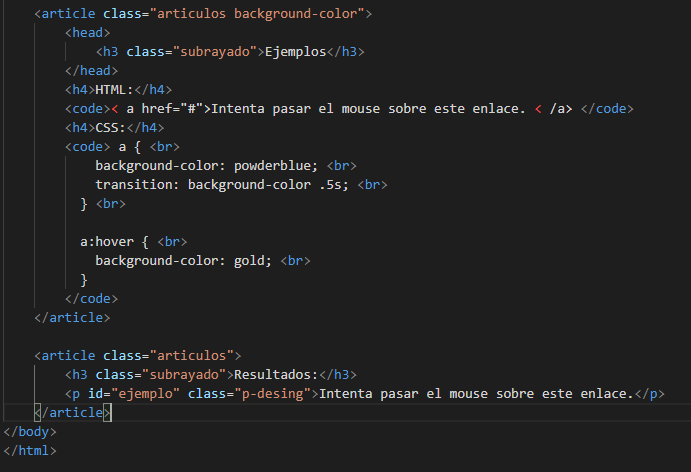 <article class="articulos background-color">
<head>
<h3 class="subrayado">Ejemplos</h3>
</head>
<h4>HTML:</h4>
<code>< a href="#">Intenta pasar el mouse sobre este enlace. < /a> </code>
<h4>CSS:</h4>
<code> a { <br>
background-color: powderblue; <br>
transition: background-color .5s; <br>
} <br>
a:hover { <br>
background-color: gold; <br>
}
</code>
</article>
<article class="articulos">
<h3 class="subrayado">Resultados:</h3>
<p id="ejemplo" class="p-desing">Intenta pasar el mouse sobre este enlace.</p>
</article>
</body>
</html>